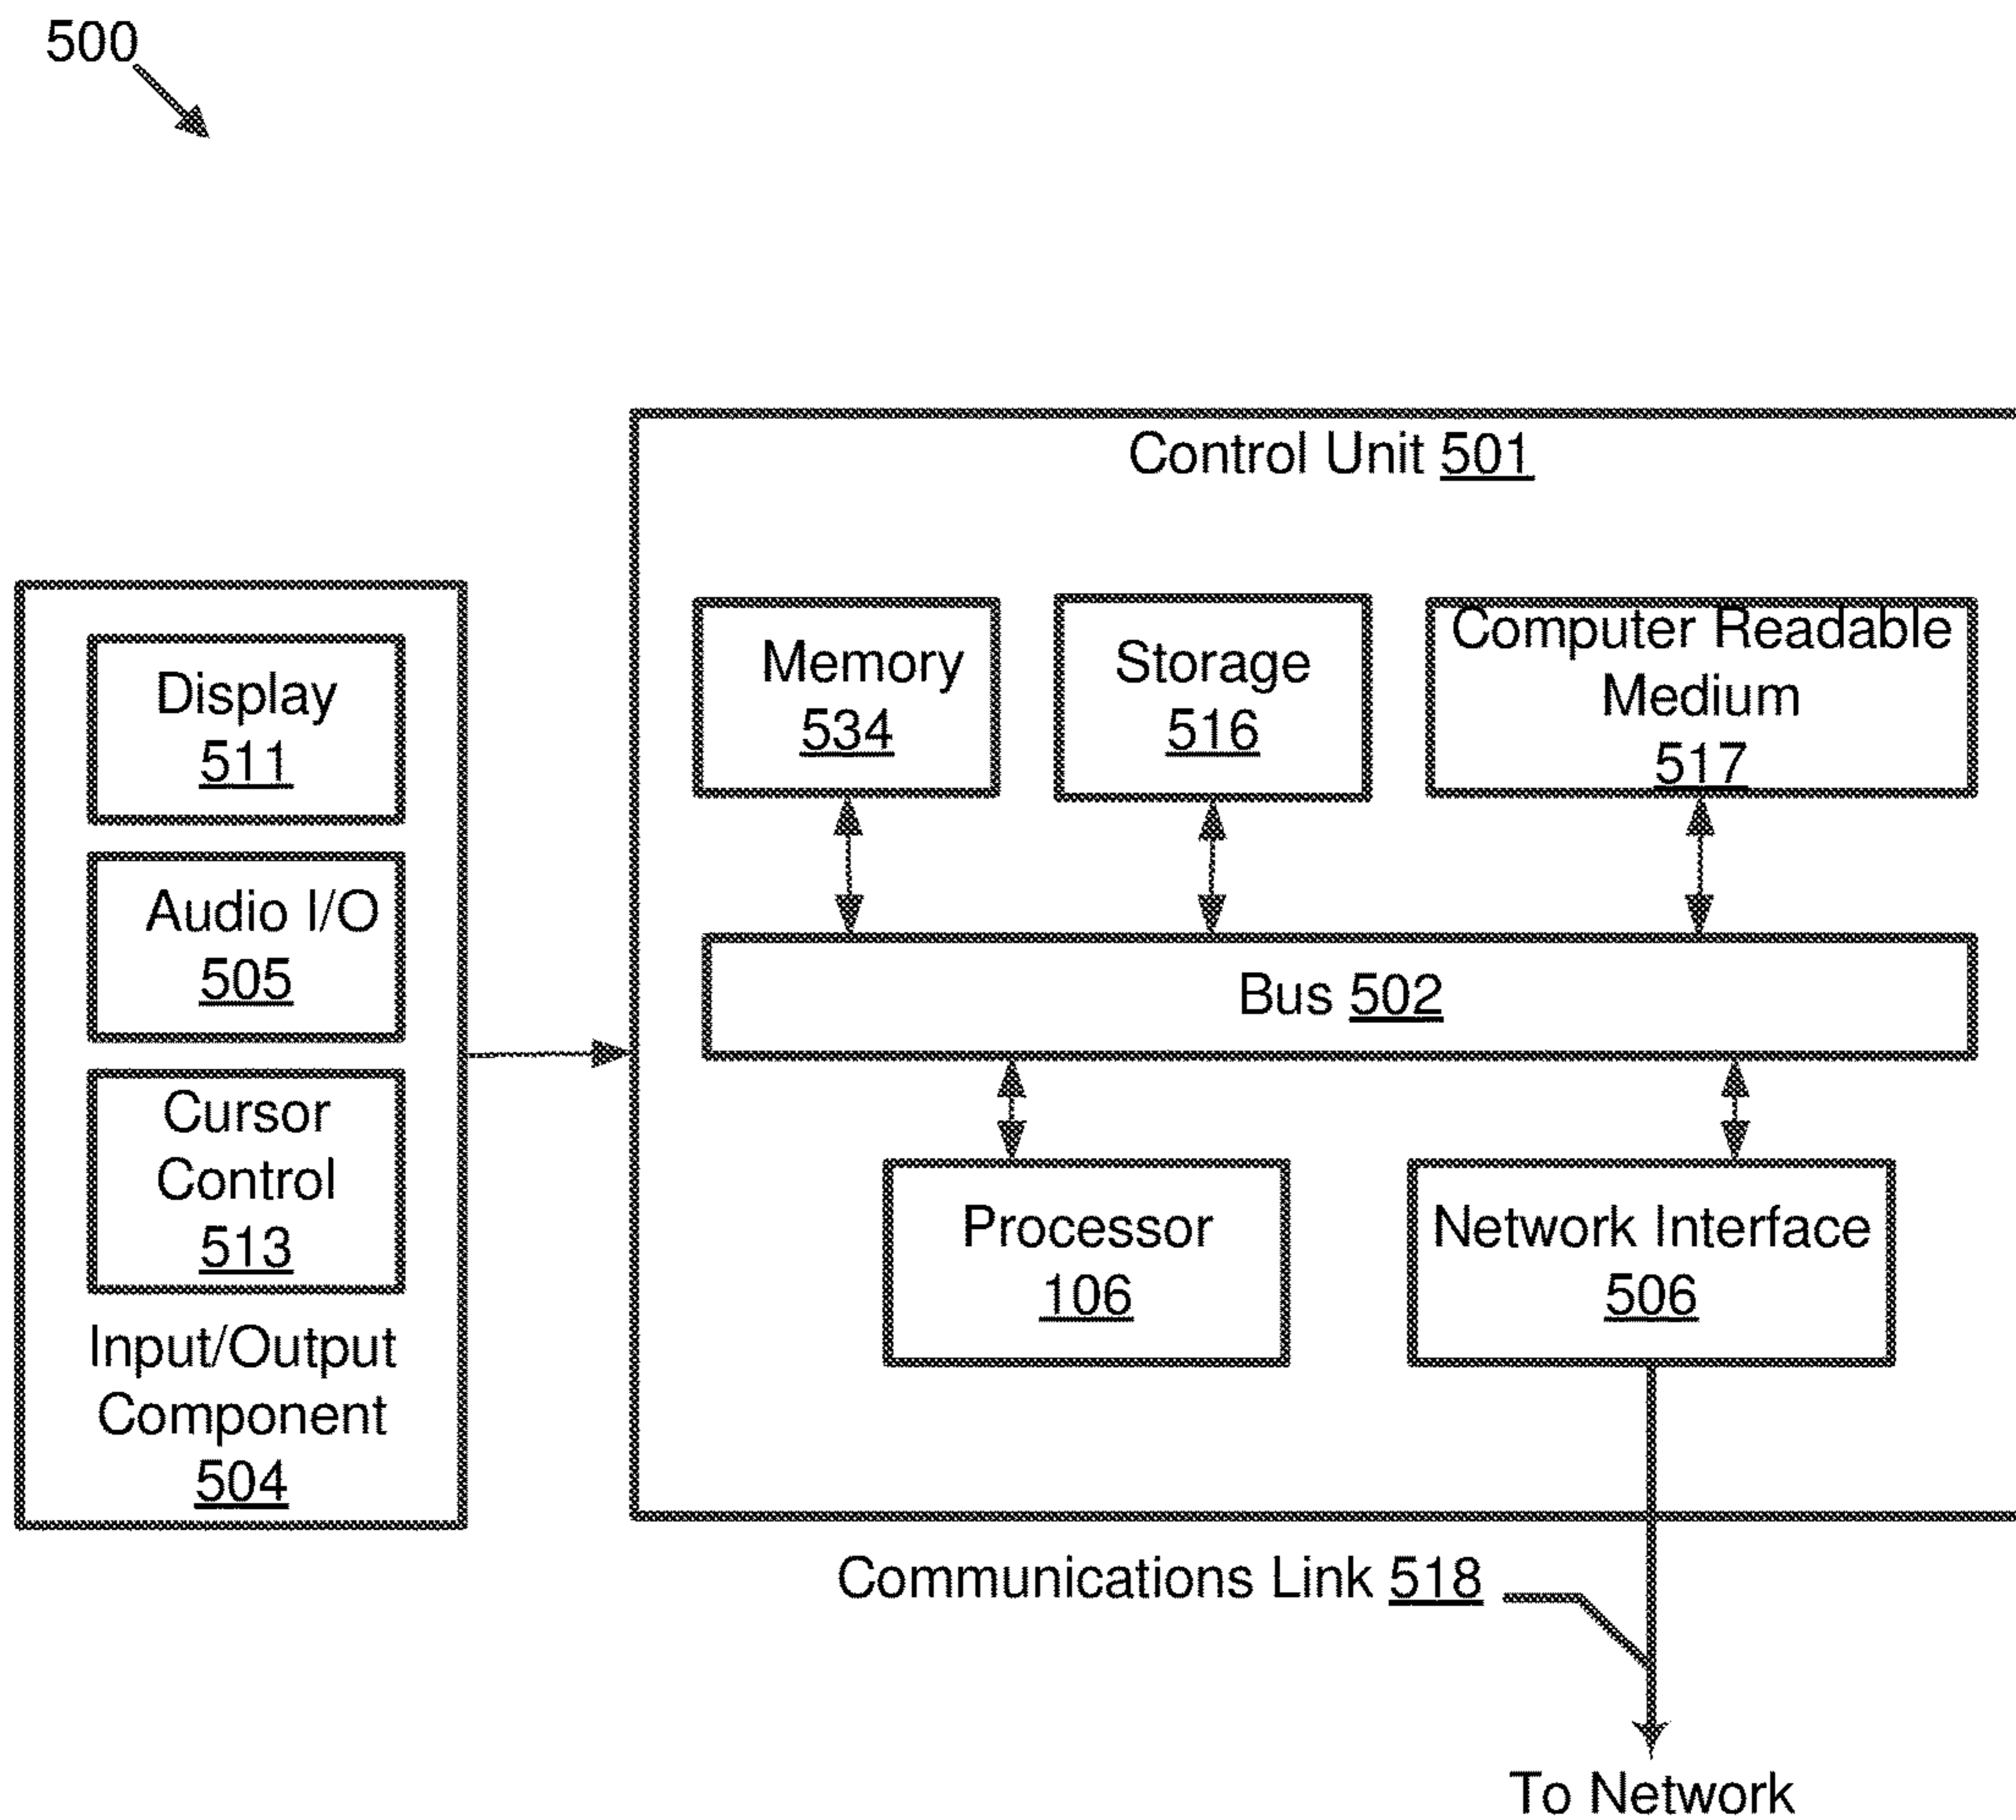 500
Control Unit 501
Display
511
Audio I/O
505
Cursor
Control
513
Input/Output
Component
504
Memory
534
Storage
516
Computer Readable
Medium
517
Bus 502
Processor
106
Network Interface
506
Communications Link 518
To Network